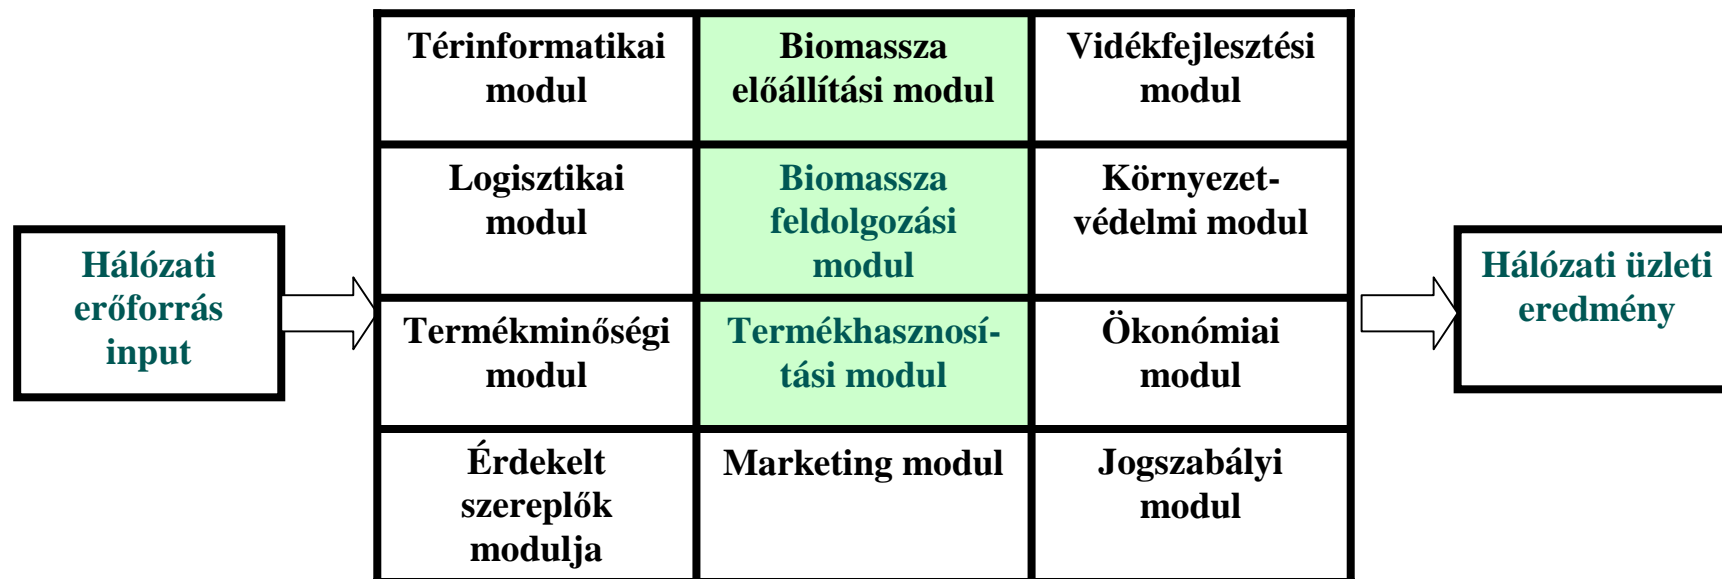 Térinformatikai
modul
Biomassza
előállítási modul
Vidékfejlesztési
modul
Logisztikai
modul
Biomassza
feldolgozási
modul
Környezet-
védelmi modul
Hálózati
erőforrás
input
Hálózati üzleti
eredmény
Termékminőségi
modul
Termékhasznosí-
tási modul
Ökonómiai
modul
Érdekelt
szereplők
modulja
Marketing modul
Jogszabályi
modul